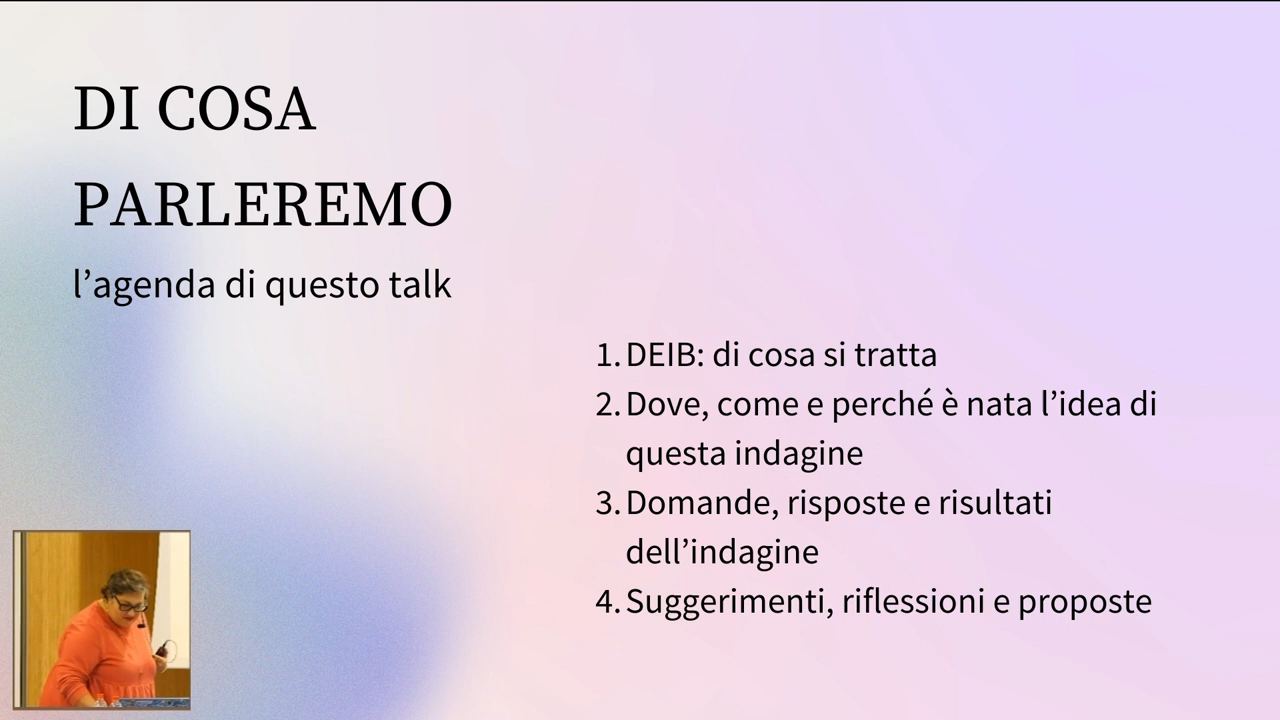 DI COSA
PARLEREMO
l’agenda di questo talk
1. DEIB: di cosa si tratta
2. Dove, come e perché è nata l’idea di
questa indagine
3. Domande, risposte e risultati
dell’indagine
4. Suggerimenti, riflessioni e proposte